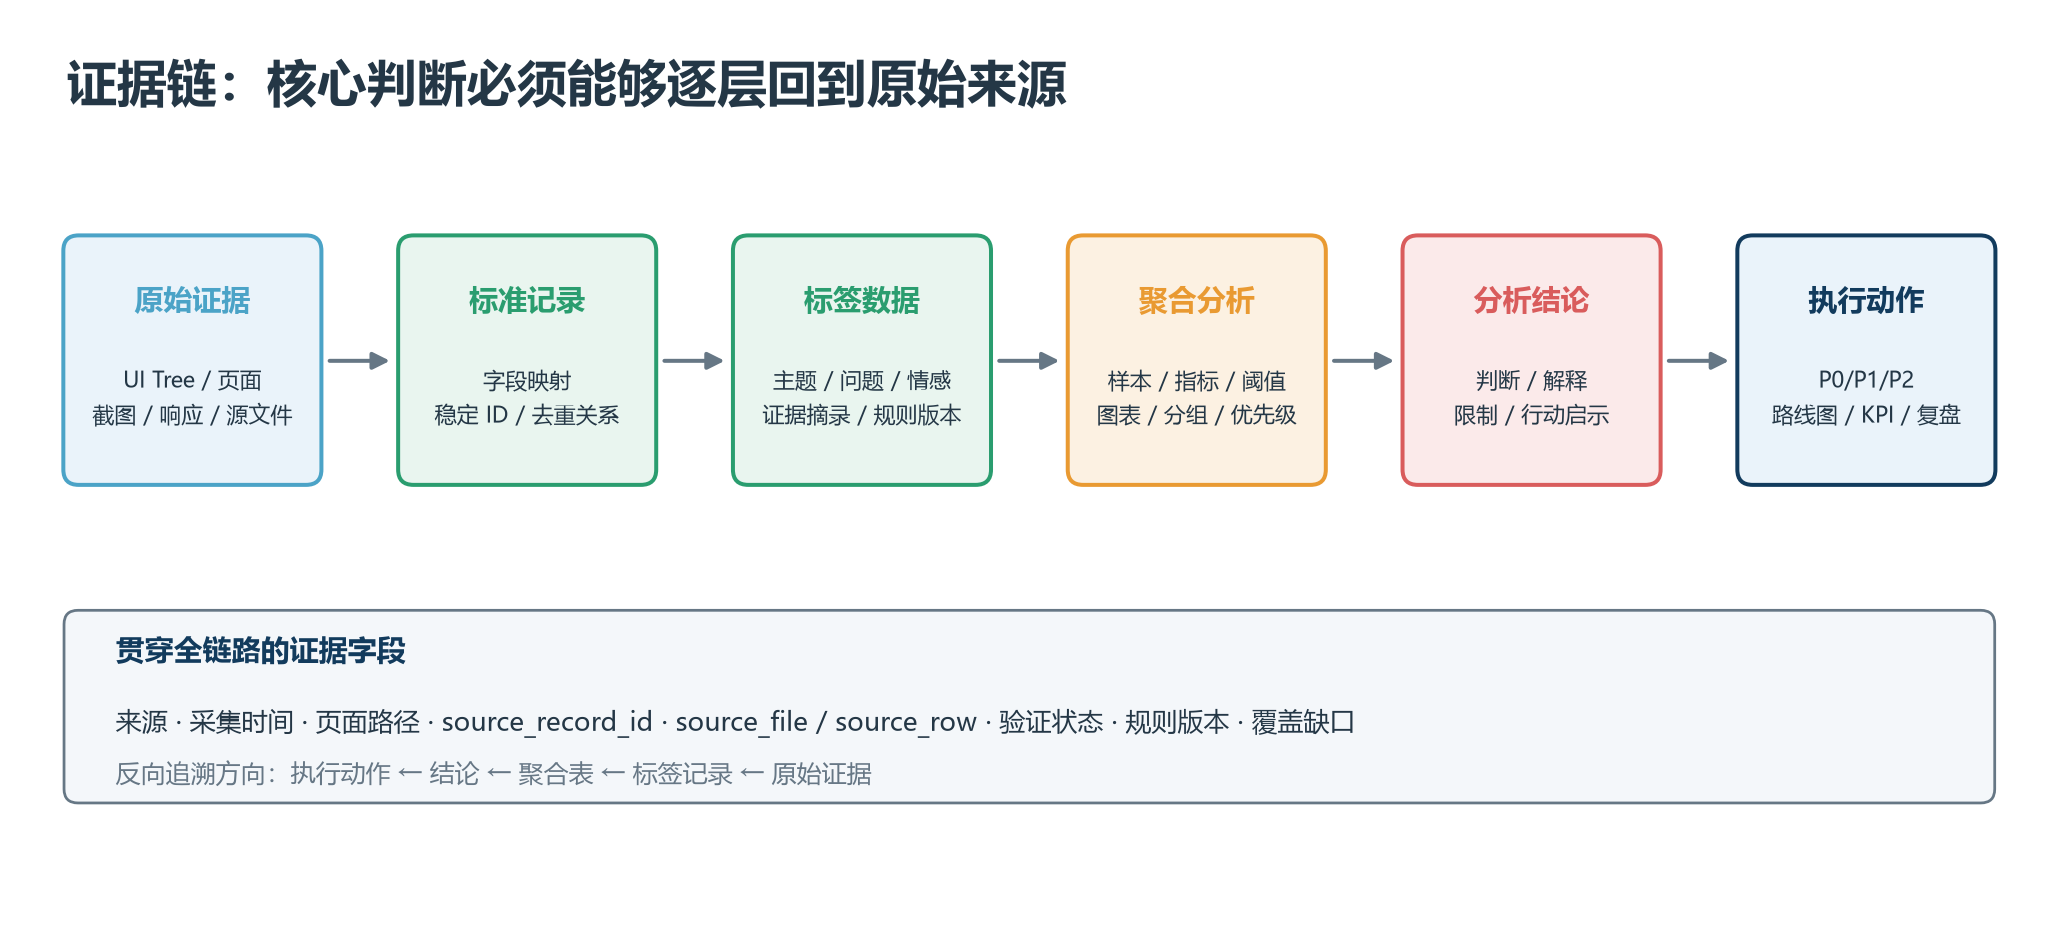 证据链：核心判断必须能够逐层回到原始来源
原始证据
UI Tree / 页面
截图 / 响应 / 源文件
标准记录
字段映射
稳定 ID / 去重关系
标签数据
主题 / 问题 / 情感
证据摘录 / 规则版本
聚合分析
样本 / 指标 / 阈值
图表 / 分组 / 优先级
分析结论
判断 / 解释
限制 / 行动启示
执行动作
P0/P1/P2
路线图 / KPI / 复盘
贯穿全链路的证据字段
来源 · 采集时间 · 页面路径 · source_record_id · source_file / source_row · 验证状态 · 规则版本 · 覆盖缺口
反向追溯方向：执行动作 ← 结论 ← 聚合表 ← 标签记录 ← 原始证据